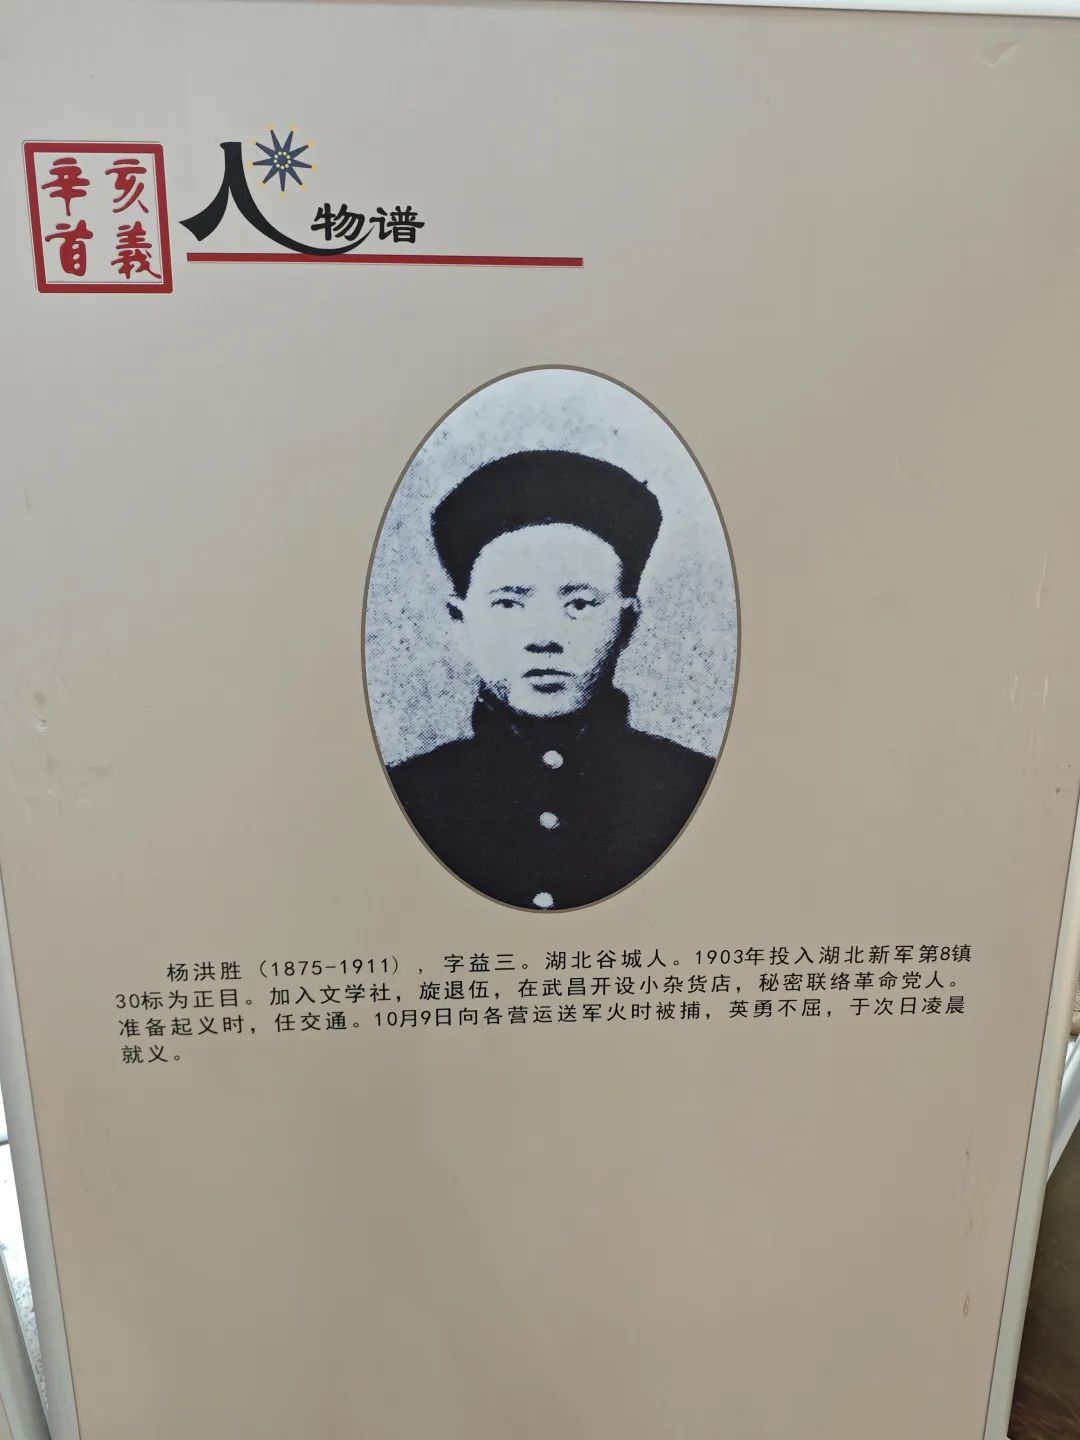 辛亥
首義
人物谱
杨洪胜（1875-1911），字益三。湖北谷城人。1903年投入湖北新军第8镇
30标为正目。加入文学社，旋退伍，在武昌开设小杂货店，秘密联络革命党人。
准备起义时，任交通。10月9日向各营运送军火时被捕，英勇不屈，于次日凌晨
就义。